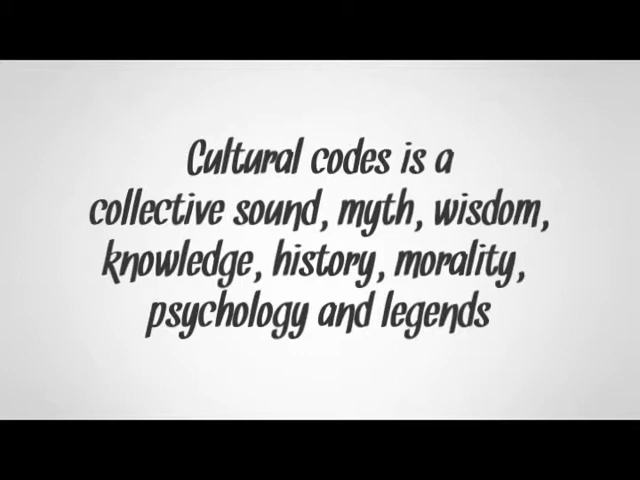 Cultural codes is a
collective sound, myth, wisdom,
knowledge, history, morality,
psychology and legends